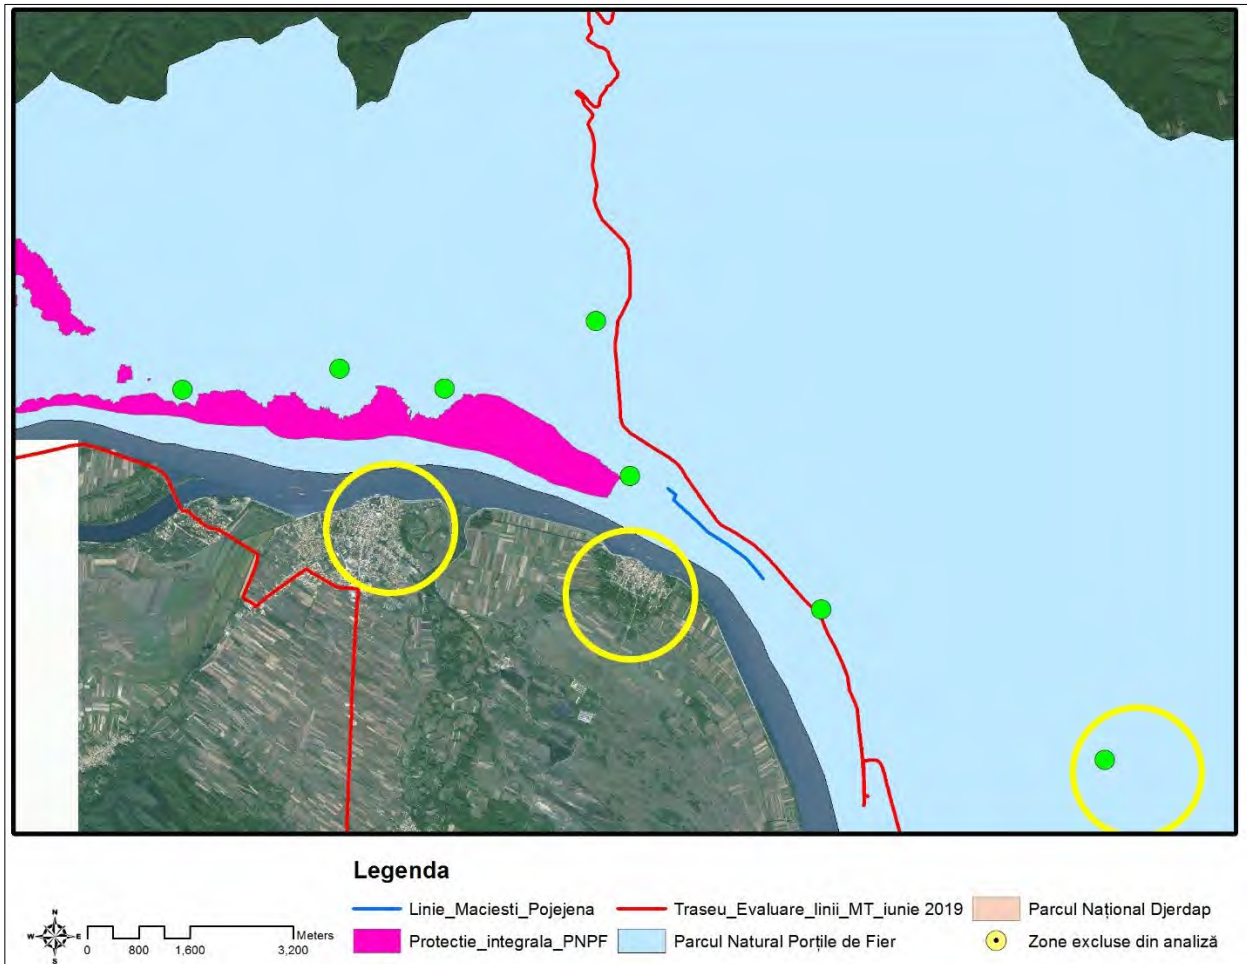 Legenda
Linie_Maciesti_Pojejena
Traseu_Evaluare_linii_MT_iunie 2019
Parcul Național Djerdap
Protectie_integrala_PNPF
Parcul Natural Porțile de Fier
Zone excluse din analiză
N
W E
S
Meters
0 800 1,600 3,200